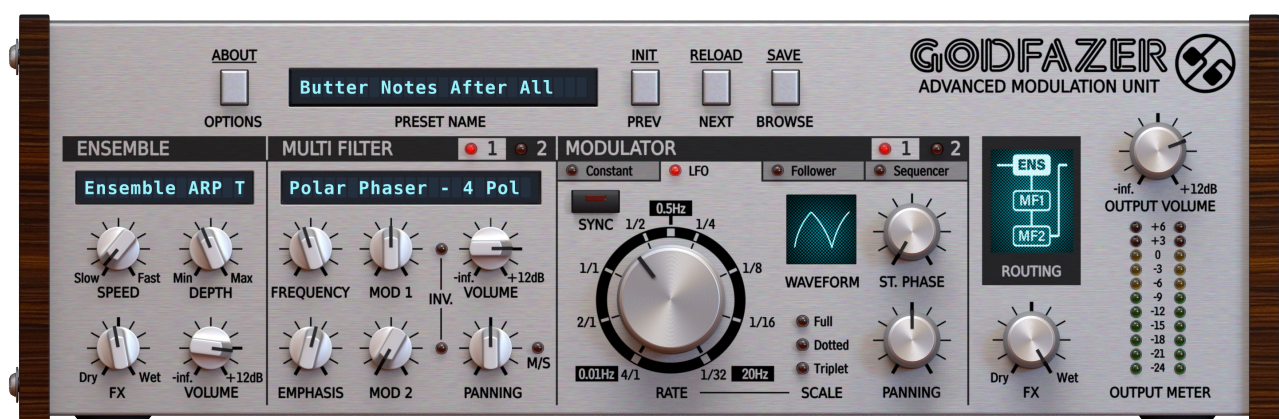 GODFAZER
ADVANCED MODULATION UNIT
ABOUT
OPTIONS
Butter Notes After All
PRESET NAME
INIT
PREV
RELOAD
NEXT
SAVE
BROWSE
-inf. +12dB
OUTPUT VOLUME
ENSEMBLE
Ensemble ARP T
Slow Fast
SPEED
Min Max
DEPTH
Dry Wet
FX
-inf. +12dB
VOLUME
MULTI FILTER 1 2
Polar Phaser - 4 Pol
FREQUENCY
MOD 1
INV.
-inf. +12dB
VOLUME
EMPHASIS
MOD 2
PANNING
M/S
MODULATOR 1 2
Constant LFO Follower Sequencer
SYNC
0.5Hz
1/2 1/4
1/1 1/8
2/1 1/16
0.01Hz 4/1 1/32 20Hz
RATE
WAVEFORM
ST. PHASE
Full
Dotted
Triplet
SCALE
PANNING
ENS
MF1
MF2
ROUTING
Dry Wet
FX
+6
+3
0
-3
-6
-9
-12
-15
-18
-21
-24
OUTPUT METER